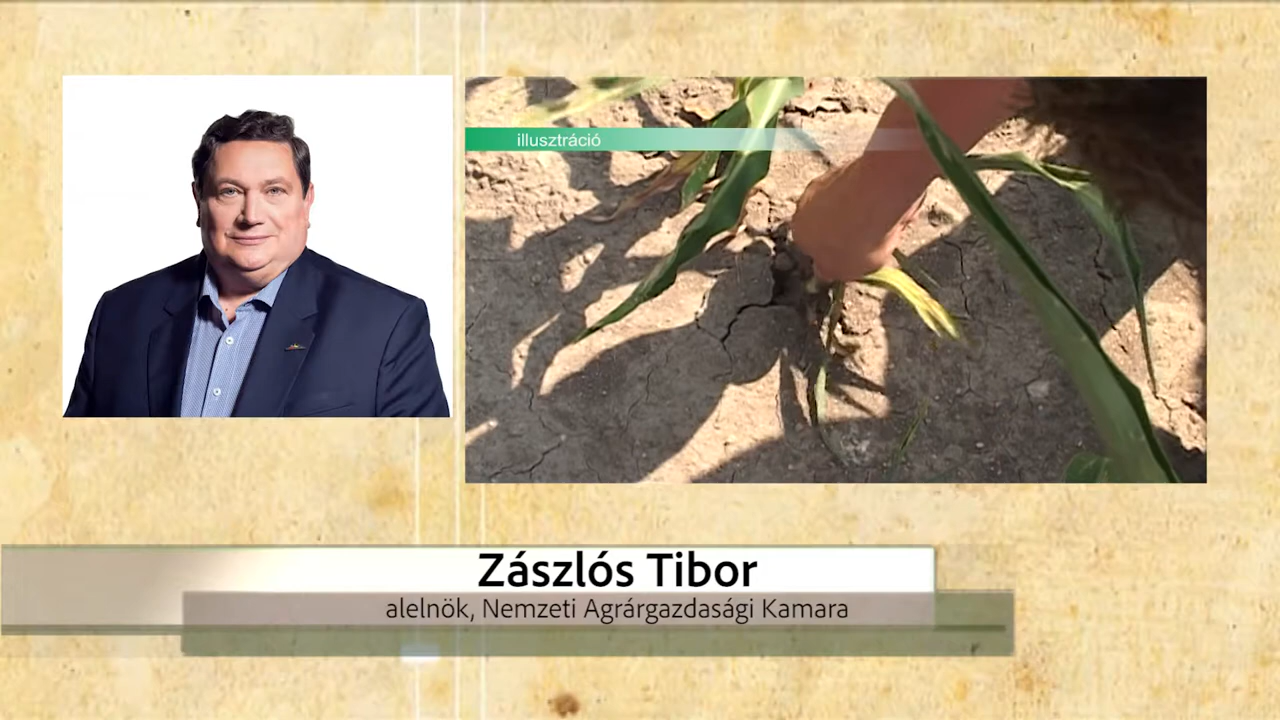 illusztráció
Zászlós Tibor
alelnök, Nemzeti Agrárgazdasági Kamara